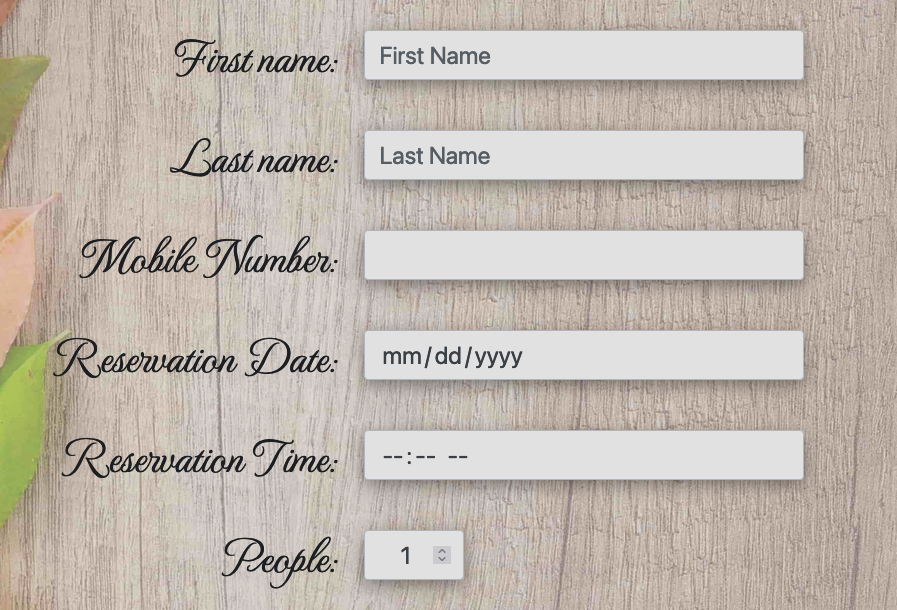 First name: First Name
Last name: Last Name
Mobile Number:
Reservation Date: mm/dd/yyyy
Reservation Time: --:-- --
People: 1